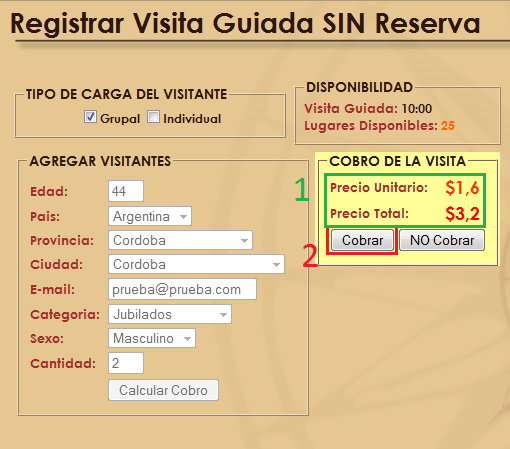 Registrar Visita Guiada SIN Reserva
TIPO DE CARGA DEL VISITANTE
Grupal Individual
DISPONIBILIDAD
Visita Guiada: 10:00
Lugares Disponibles: 25
AGREGAR VISITANTES
Edad: 44
Pais: Argentina
Provincia: Cordoba
Ciudad: Cordoba
E-mail: prueba@prueba.com
Categoria: Jubilados
Sexo: Masculino
Cantidad: 2
Calcular Cobro
COBRO DE LA VISITA
1
Precio Unitario: $1,6
Precio Total: $3,2
2
Cobrar NO Cobrar